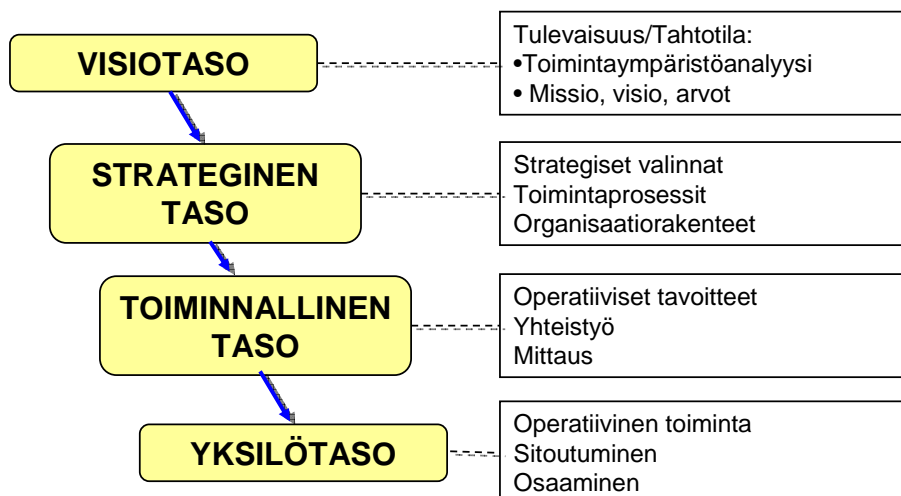 VISIOTASO
Tulevaisuus/Tahtotila:
•Toimintaympäristöanalyysi
• Missio, visio, arvot
STRATEGINEN
TASO
Strategiset valinnat
Toimintaprosessit
Organisaatiorakenteet
TOIMINNALLINEN
TASO
Operatiiviset tavoitteet
Yhteistyö
Mittaus
YKSILÖTASO
Operatiivinen toiminta
Sitoutuminen
Osaaminen